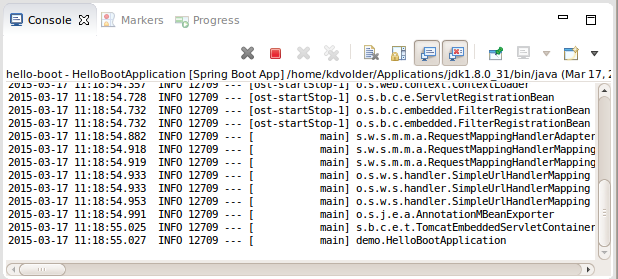 Console Markers Progress
hello-boot - HelloBootApplication [Spring Boot App] /home/kdvolder/Applications/jdk1.8.0_31/bin/java (Mar 17, 2
2015-03-17 11:18:54.357  INFO 12709 --- [ost-startStop-1] o.s.web.context.ContextLoader
2015-03-17 11:18:54.728  INFO 12709 --- [ost-startStop-1] o.s.b.c.e.ServletRegistrationBean
2015-03-17 11:18:54.732  INFO 12709 --- [ost-startStop-1] o.s.b.c.embedded.FilterRegistrationBean
2015-03-17 11:18:54.732  INFO 12709 --- [ost-startStop-1] o.s.b.c.embedded.FilterRegistrationBean
2015-03-17 11:18:54.882  INFO 12709 --- [           main] s.w.s.m.m.a.RequestMappingHandlerAdapter
2015-03-17 11:18:54.918  INFO 12709 --- [           main] s.w.s.m.m.a.RequestMappingHandlerMapping
2015-03-17 11:18:54.919  INFO 12709 --- [           main] s.w.s.m.m.a.RequestMappingHandlerMapping
2015-03-17 11:18:54.933  INFO 12709 --- [           main] o.s.w.s.handler.SimpleUrlHandlerMapping
2015-03-17 11:18:54.933  INFO 12709 --- [           main] o.s.w.s.handler.SimpleUrlHandlerMapping
2015-03-17 11:18:54.953  INFO 12709 --- [           main] o.s.w.s.handler.SimpleUrlHandlerMapping
2015-03-17 11:18:54.991  INFO 12709 --- [           main] o.s.j.e.a.AnnotationMBeanExporter
2015-03-17 11:18:55.025  INFO 12709 --- [           main] s.b.c.e.t.TomcatEmbeddedServletContainer
2015-03-17 11:18:55.027  INFO 12709 --- [           main] demo.HelloBootApplication